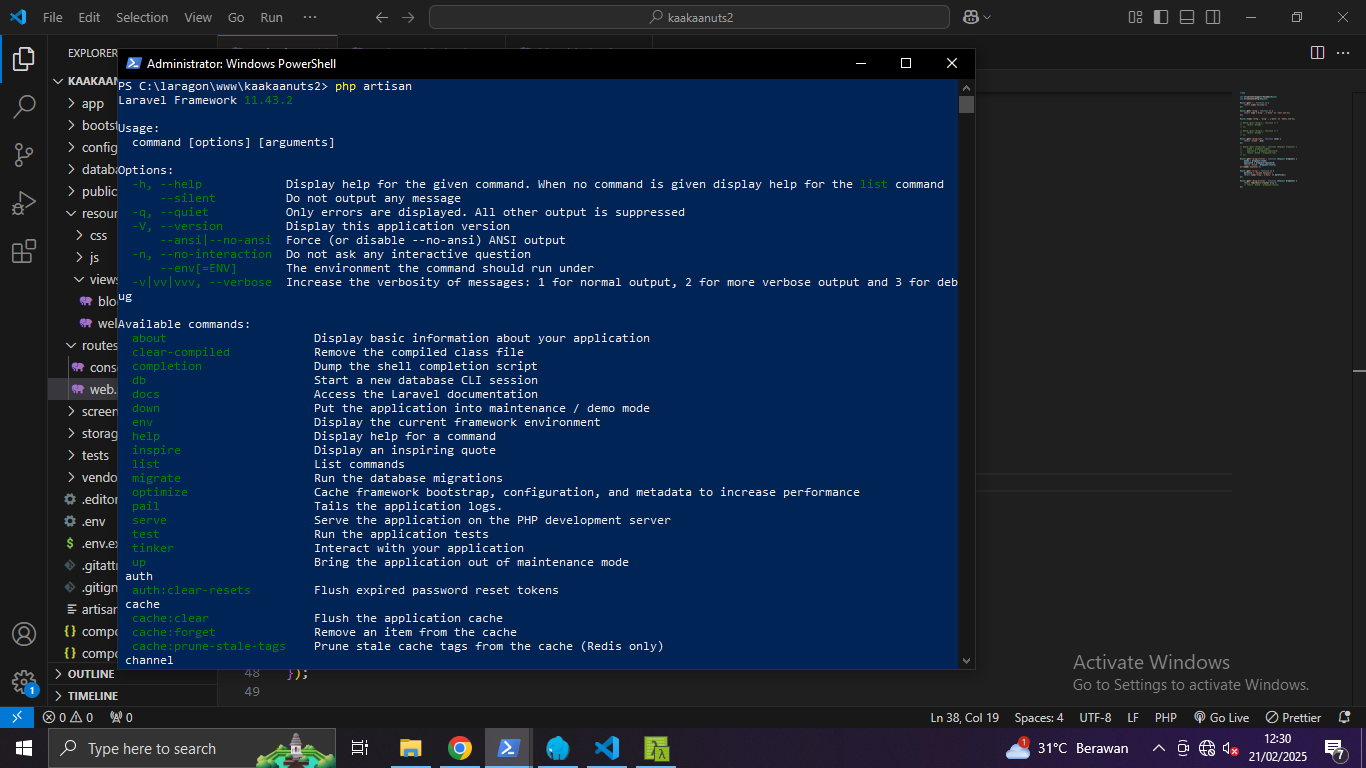 File Edit Selection View Go Run ···
kaakaanuts2
EXPLORER
Administrator: Windows PowerShell
KAAKAAN
app
bootst
config
databa
public
resour
css
js
views
blo
wel
routes
cons
web.
screen
storag
tests
vendo
.editor
.env
.env.ex
.gitattr
.gitign
artisan
compo
compo
OUTLINE
TIMELINE
PS C:\laragon\www\kaakaanuts2> php artisan
Laravel Framework 11.43.2
Usage:
command [options] [arguments]
Options:
-h, --help Display help for the given command. When no command is given display help for the list command
--silent Do not output any message
-q, --quiet Only errors are displayed. All other output is suppressed
-V, --version Display this application version
--ansi|--no-ansi Force (or disable --no-ansi) ANSI output
-n, --no-interaction Do not ask any interactive question
--env[=ENV] The environment the command should run under
-v|vv|vvv, --verbose Increase the verbosity of messages: 1 for normal output, 2 for more verbose output and 3 for deb
ug
Available commands:
about Display basic information about your application
clear-compiled Remove the compiled class file
completion Dump the shell completion script
db Start a new database CLI session
docs Access the Laravel documentation
down Put the application into maintenance / demo mode
env Display the current framework environment
help Display help for a command
inspire Display an inspiring quote
list List commands
migrate Run the database migrations
optimize Cache framework bootstrap, configuration, and metadata to increase performance
pail Tails the application logs.
serve Serve the application on the PHP development server
test Run the application tests
tinker Interact with your application
up Bring the application out of maintenance mode
auth
auth:clear-resets Flush expired password reset tokens
cache
cache:clear Flush the application cache
cache:forget Remove an item from the cache
cache:prune-stale-tags Prune stale cache tags from the cache (Redis only)
channel
48 });
49
Activate Windows
Go to Settings to activate Windows.
1
0 0 0 Ln 38, Col 19 Spaces: 4 UTF-8 LF PHP Go Live Prettier
Type here to search
1 31°C Berawan
12:30
21/02/2025
7